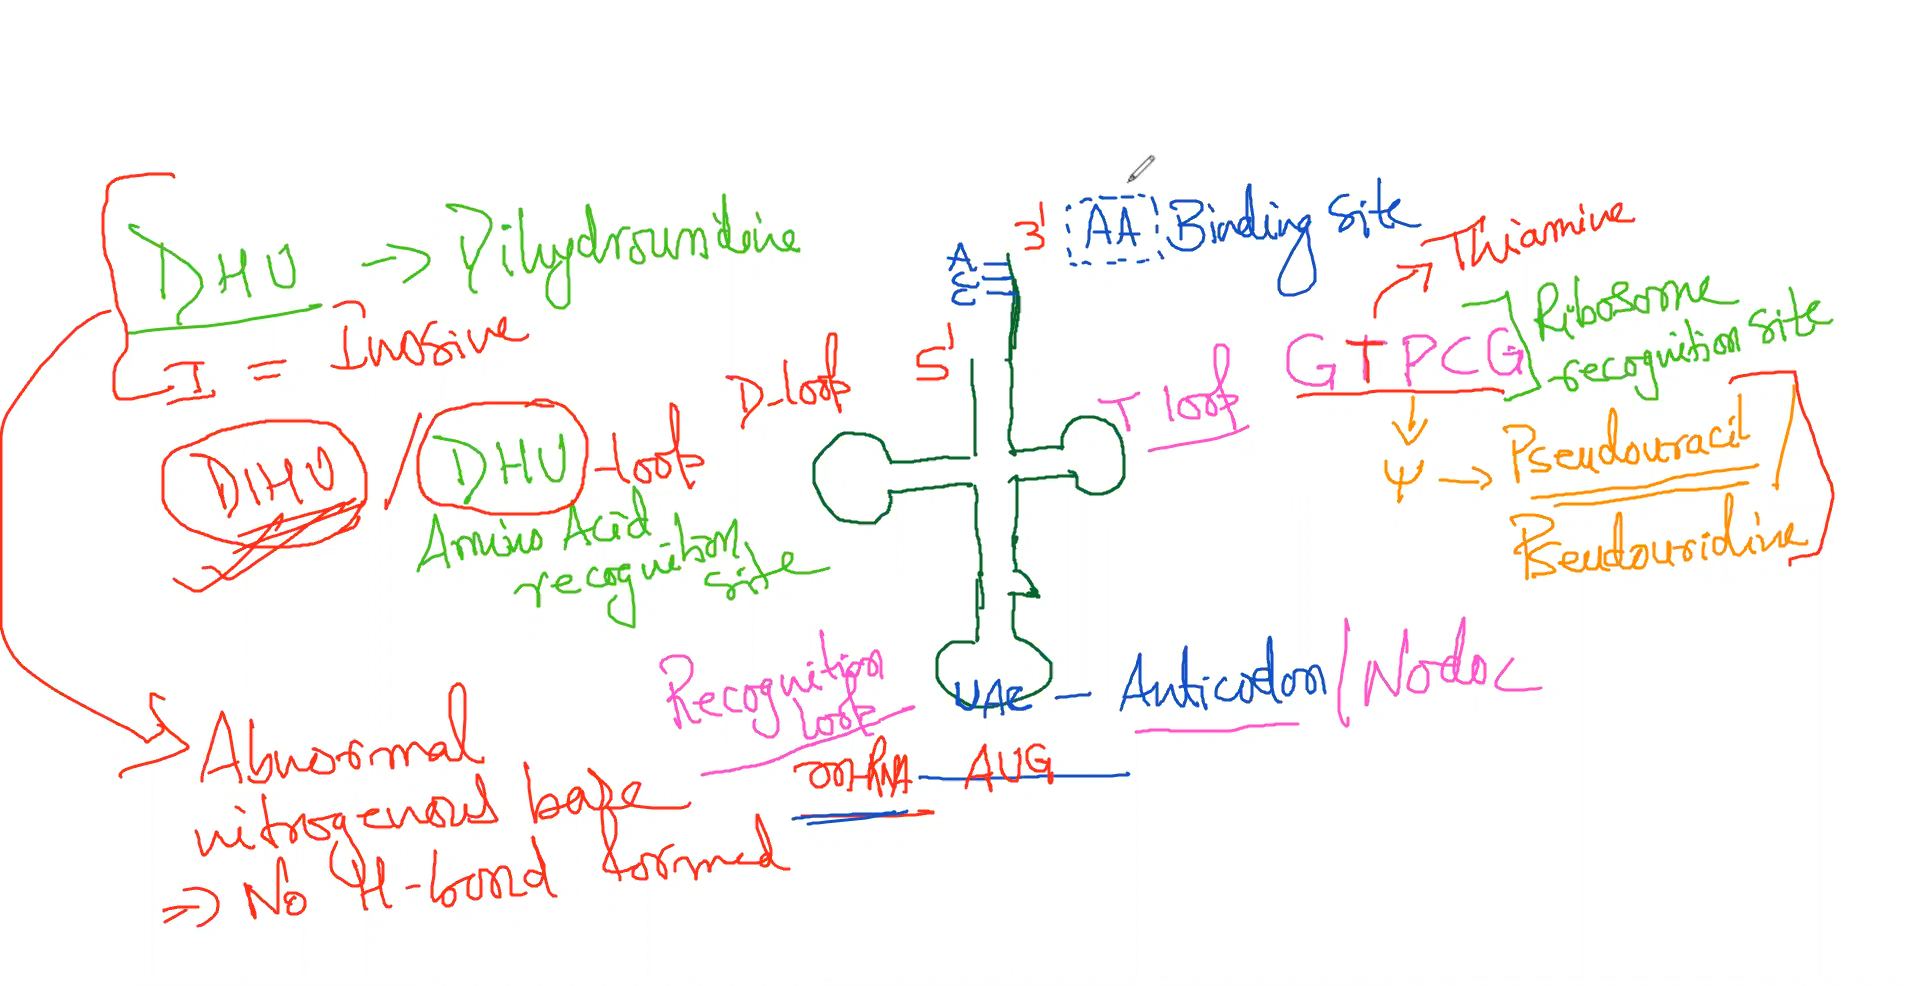 DHU → Dihydrouridine
I = Inosine
DIHU / DHU -loop
Amino Acid
recognition
site
D-loop
5'
3'
A
C
C
AA Binding Site
T loop
Thiamine
GTPCG
Ribosome
-recognition site
Ψ → Pseudouracil
Pseudouridine
Recognition
loop
UAC - Anticodon / Nodoc
m-RNA AUG
Abnormal
nitrogenous base
⇒ No H-bond formed